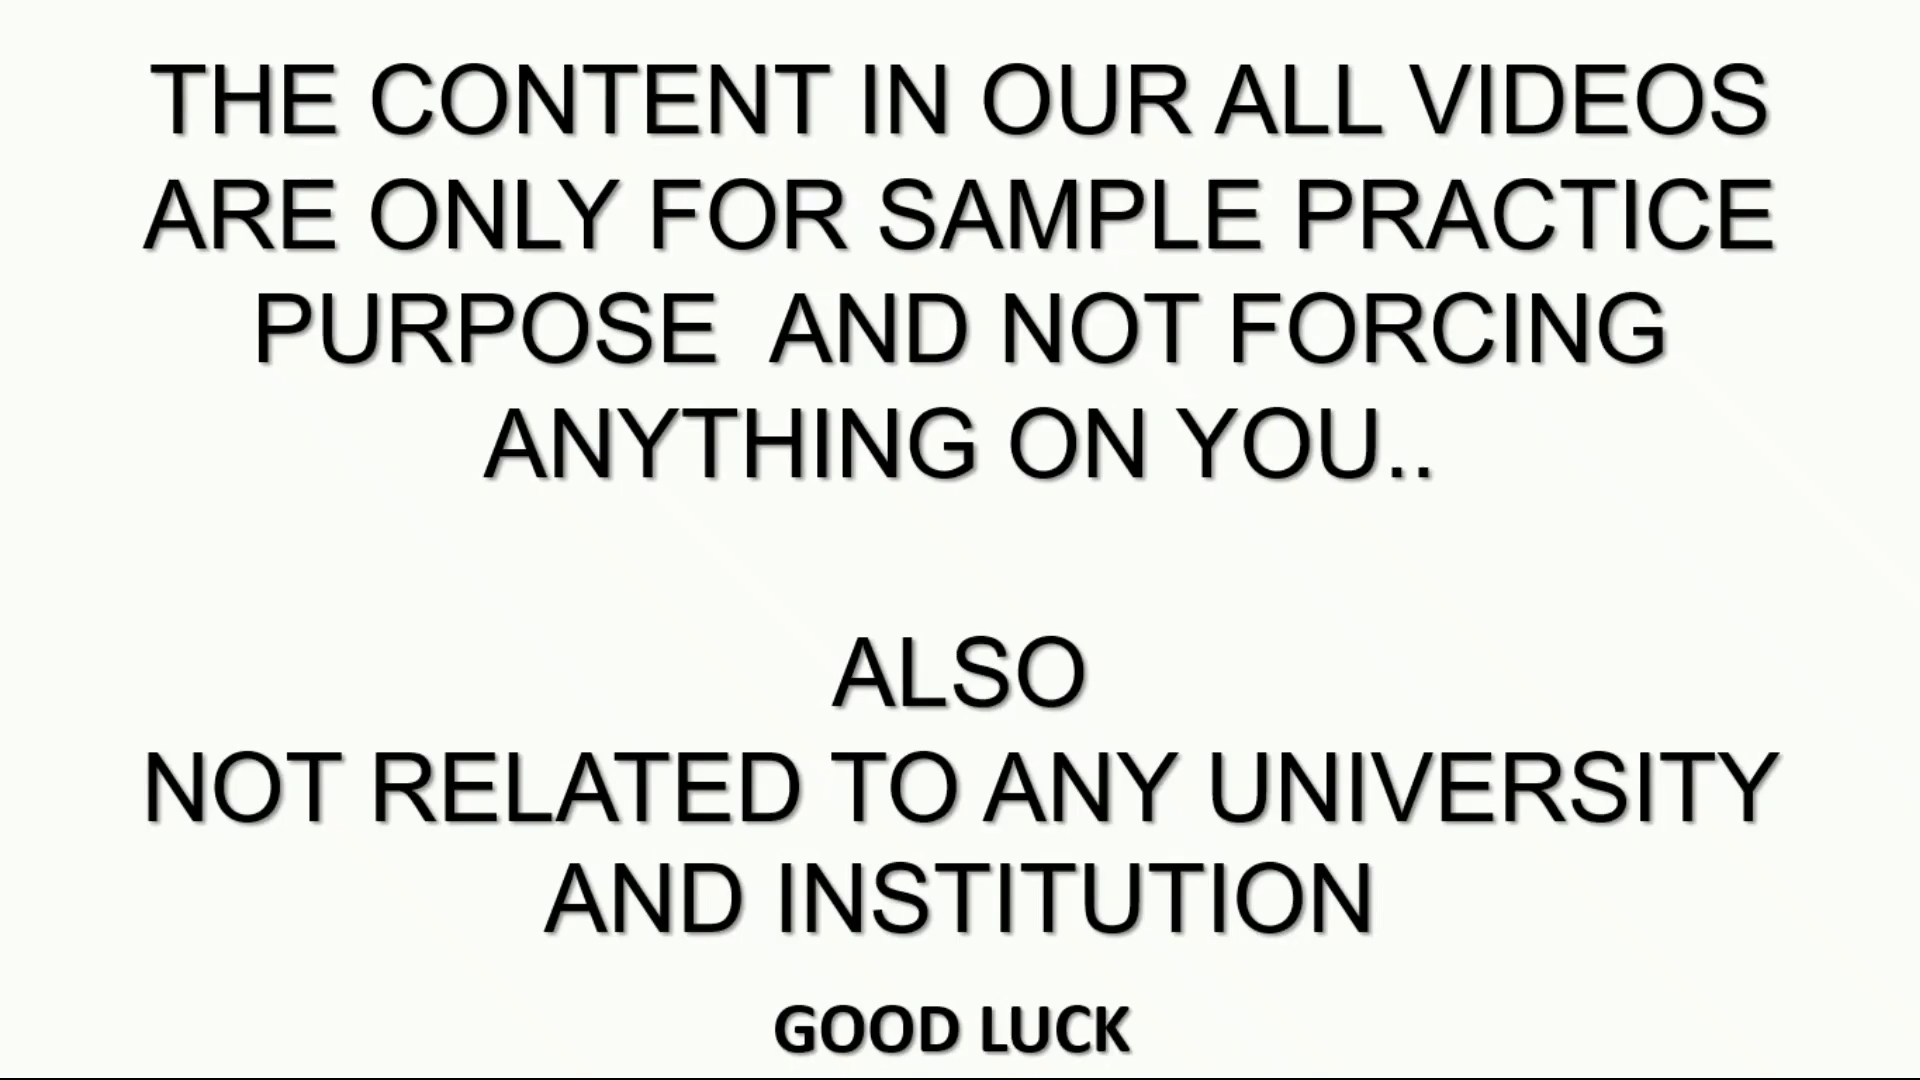 THE CONTENT IN OUR ALL VIDEOS
ARE ONLY FOR SAMPLE PRACTICE
PURPOSE AND NOT FORCING
ANYTHING ON YOU..
ALSO
NOT RELATED TO ANY UNIVERSITY
AND INSTITUTION
GOOD LUCK